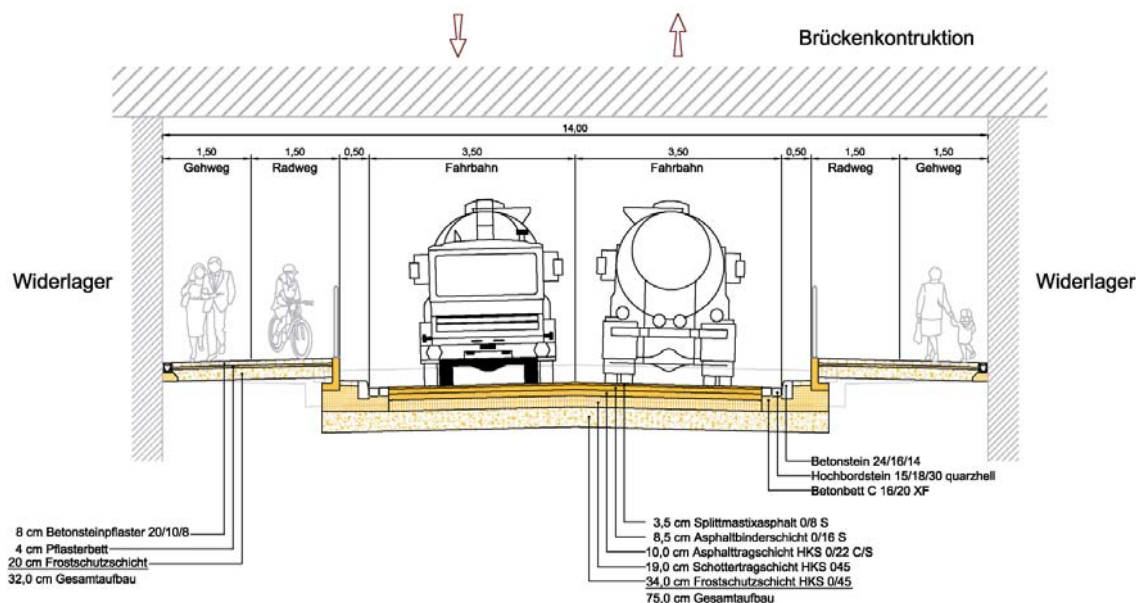 Brückenkontruktion
14,00
1,50 1,50 0,50 3,50 3,50 0,50 1,50 1,50
Gehweg Radweg Fahrbahn Fahrbahn Radweg Gehweg
Widerlager Widerlager
Betonstein 24/16/14
Hochbordstein 15/18/30 quarzhell
Betonbett C 16/20 XF
8 cm Betonsteinpflaster 20/10/8
4 cm Pflasterbett
20 cm Frostschutzschicht
32,0 cm Gesamtaufbau
3,5 cm Splittmastixasphalt 0/8 S
8,5 cm Asphaltbinderschicht 0/16 S
10,0 cm Asphalttragschicht HKS 0/22 C/S
19,0 cm Schottertragschicht HKS 045
34,0 cm Frostschutzschicht HKS 0/45
75,0 cm Gesamtaufbau